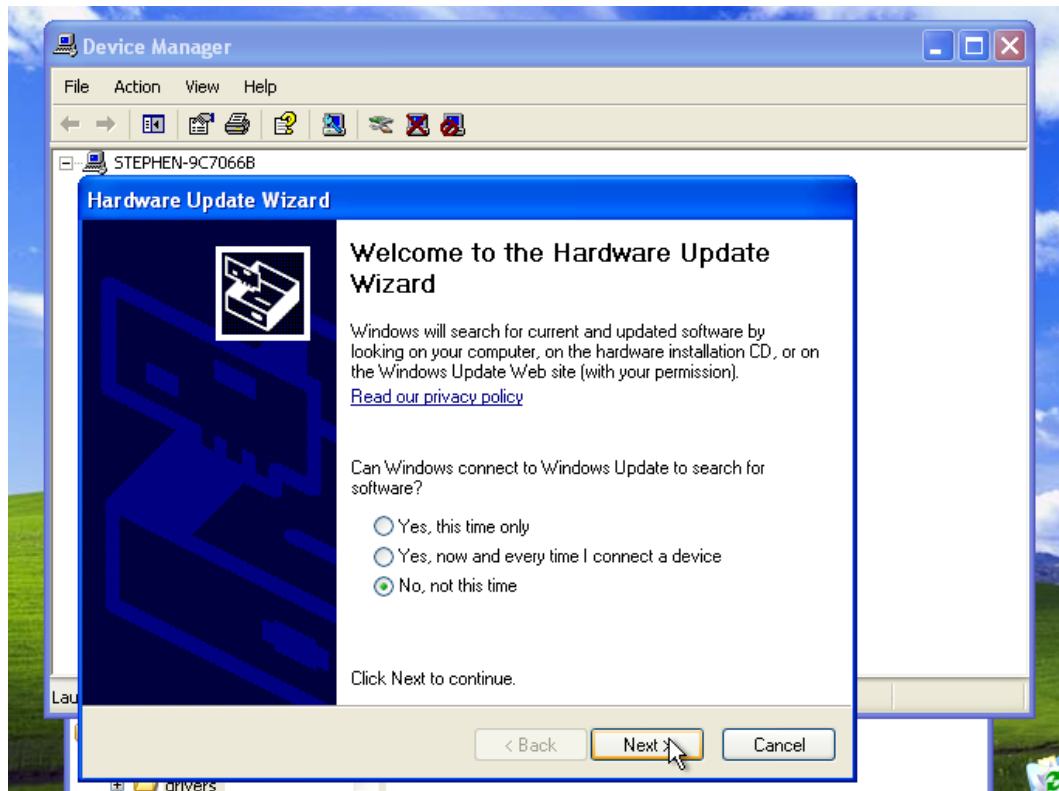 Device Manager
File Action View Help
STEPHEN-9C7066B
Hardware Update Wizard
Welcome to the Hardware Update
Wizard
Windows will search for current and updated software by
looking on your computer, on the hardware installation CD, or on
the Windows Update Web site (with your permission).
Read our privacy policy
Can Windows connect to Windows Update to search for
software?
Yes, this time only
Yes, now and every time I connect a device
No, not this time
Click Next to continue.
Lau
< Back Next > Cancel
drivers